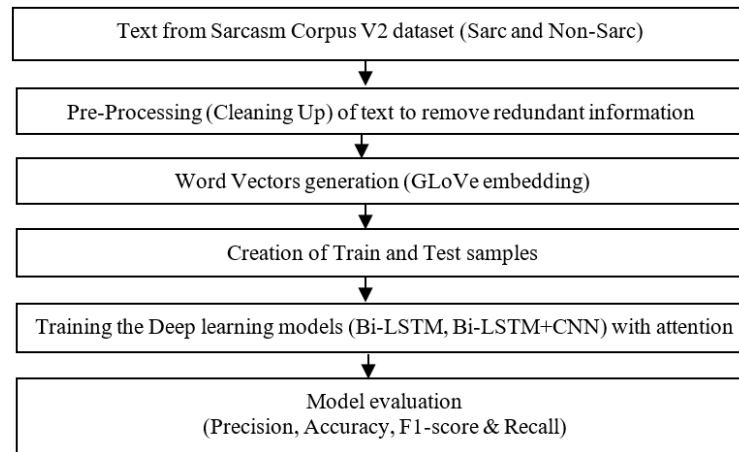 Text from Sarcasm Corpus V2 dataset (Sarc and Non-Sarc)
Pre-Processing (Cleaning Up) of text to remove redundant information
Word Vectors generation (GLoVe embedding)
Creation of Train and Test samples
Training the Deep learning models (Bi-LSTM, Bi-LSTM+CNN) with attention
Model evaluation
(Precision, Accuracy, F1-score & Recall)